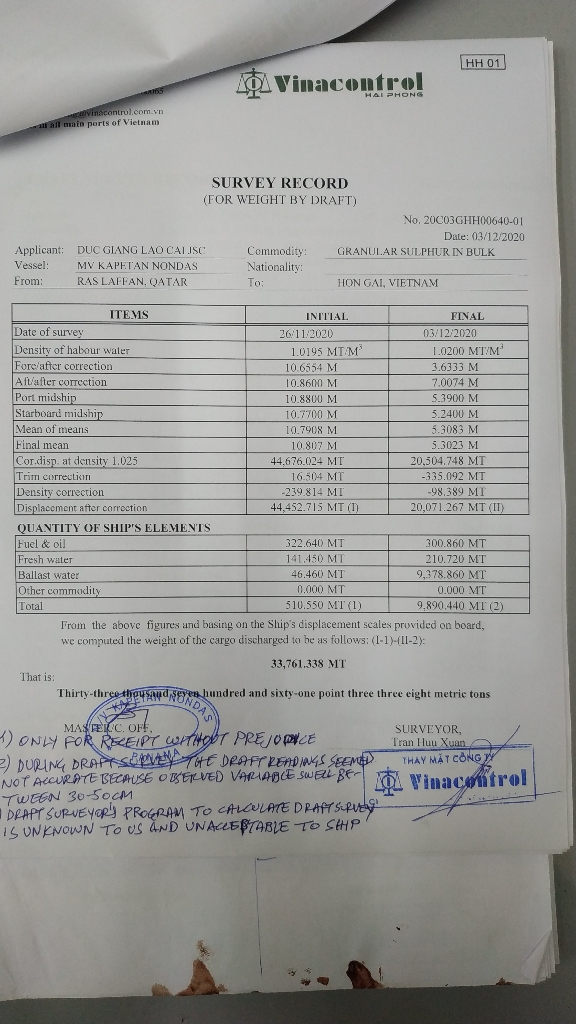 HH 01
Vinacontrol
HAI PHONG
vinacontrol.com.vn
in all main ports of Vietnam
SURVEY RECORD
(FOR WEIGHT BY DRAFT)
No. 20C03GHH00640-01
Date: 03/12/2020
Applicant: DUC GIANG LAO CAI JSC Commodity: GRANULAR SULPHUR IN BULK
Vessel: MV KAPETAN NONDAS Nationality:
From: RAS LAFFAN, QATAR To: HON GAI, VIETNAM
ITEMS INITIAL FINAL
Date of survey 26/11/2020 03/12/2020
Density of habour water 1.0195 MT/M³ 1.0200 MT/M³
Fore/after correction 10.6554 M 3.6333 M
Aft/after correction 10.8600 M 7.0074 M
Port midship 10.8800 M 5.3900 M
Starboard midship 10.7700 M 5.2400 M
Mean of means 10.7908 M 5.3083 M
Final mean 10.807 M 5.3023 M
Cor.disp. at density 1.025 44,676.024 MT 20,504.748 MT
Trim correction 16.504 MT -335.092 MT
Density correction -239.814 MT -98.389 MT
Displacement after correction 44,452.715 MT (I) 20,071.267 MT (II)
QUANTITY OF SHIP'S ELEMENTS
Fuel & oil 322.640 MT 300.860 MT
Fresh water 141.450 MT 210.720 MT
Ballast water 46.460 MT 9,378.860 MT
Other commodity 0.000 MT 0.000 MT
Total 510.550 MT (1) 9,890.440 MT (2)
From the above figures and basing on the Ship's displacement scales provided on board,
we computed the weight of the cargo discharged to be as follows: (I-1)-(II-2):
33,761.338 MT
That is:
Thirty-three thousand seven hundred and sixty-one point three three eight metric tons
MASTER/C. OFF, SURVEYOR,
Tran Huu Xuan
M/V KAPETAN NONDAS
PANAMA
THAY MẶT CÔNG TY
Vinacontrol
1) ONLY FOR RECEIPT WITHOUT PREJUDICE
2) DURING DRAFT SURVEY THE DRAFT READINGS SEEMED
NOT ACCURATE BECAUSE OBSERVED VARIABLE SWELL BE-
TWEEN 30-50CM
DRAFT SURVEYOR'S PROGRAM TO CALCULATE DRAFT SURVEY
IS UNKNOWN TO US AND UNACCEPTABLE TO SHIP